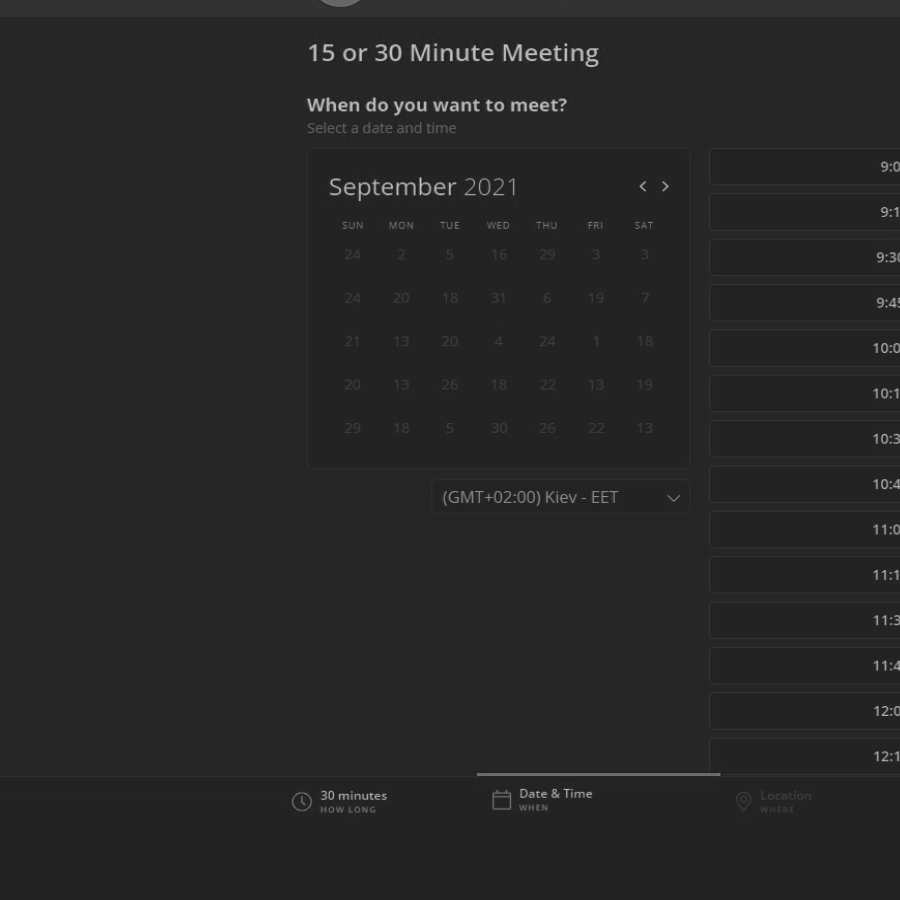 15 or 30 Minute Meeting
When do you want to meet?
Select a date and time
September 2021
SUN MON TUE WED THU FRI SAT
24 2 5 16 29 3 3
24 20 18 31 6 19 7
21 13 20 4 24 1 18
20 13 26 18 22 13 19
29 18 5 30 26 22 13
(GMT+02:00) Kiev - EET
9:0
9:1
9:30
9:45
10:0
10:1
10:3
10:4
11:0
11:1
11:3
11:4
12:0
12:1
30 minutes
HOW LONG
Date & Time
WHEN
Location
WHERE